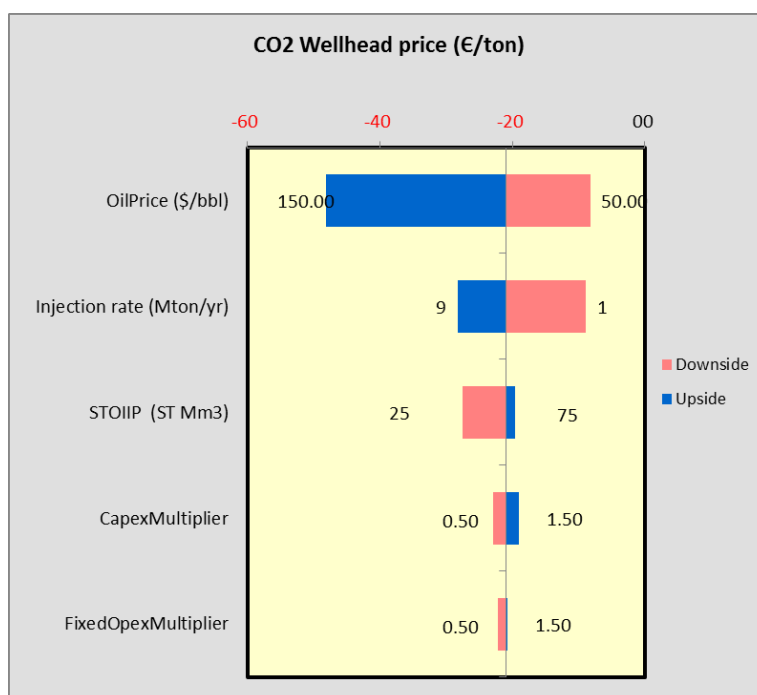 CO2 Wellhead price (Є/ton)
-60 -40 -20 00
OilPrice ($/bbl) 150.00 50.00
Injection rate (Mton/yr) 9 1
Downside
STOIIP (ST Mm3) 25 75
Upside
CapexMultiplier 0.50 1.50
FixedOpexMultiplier 0.50 1.50